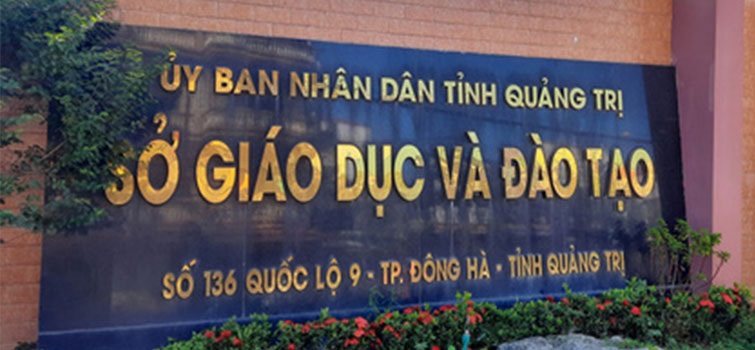 ỦY BAN NHÂN DÂN TỈNH QUẢNG TRỊ
SỞ GIÁO DỤC VÀ ĐÀO TẠO
SỐ 136 QUỐC LỘ 9 - TP. ĐÔNG HÀ - TỈNH QUẢNG TRỊ